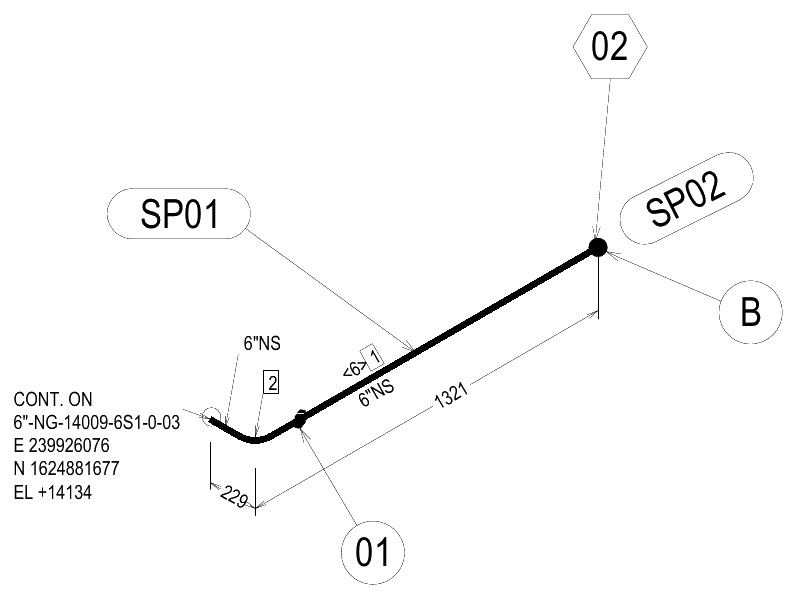 02
SP02
SP01
B
6"NS
<6> 1
6"NS
2
1321
CONT. ON
6"-NG-14009-6S1-0-03
E 239926076
N 1624881677
EL +14134
229
01